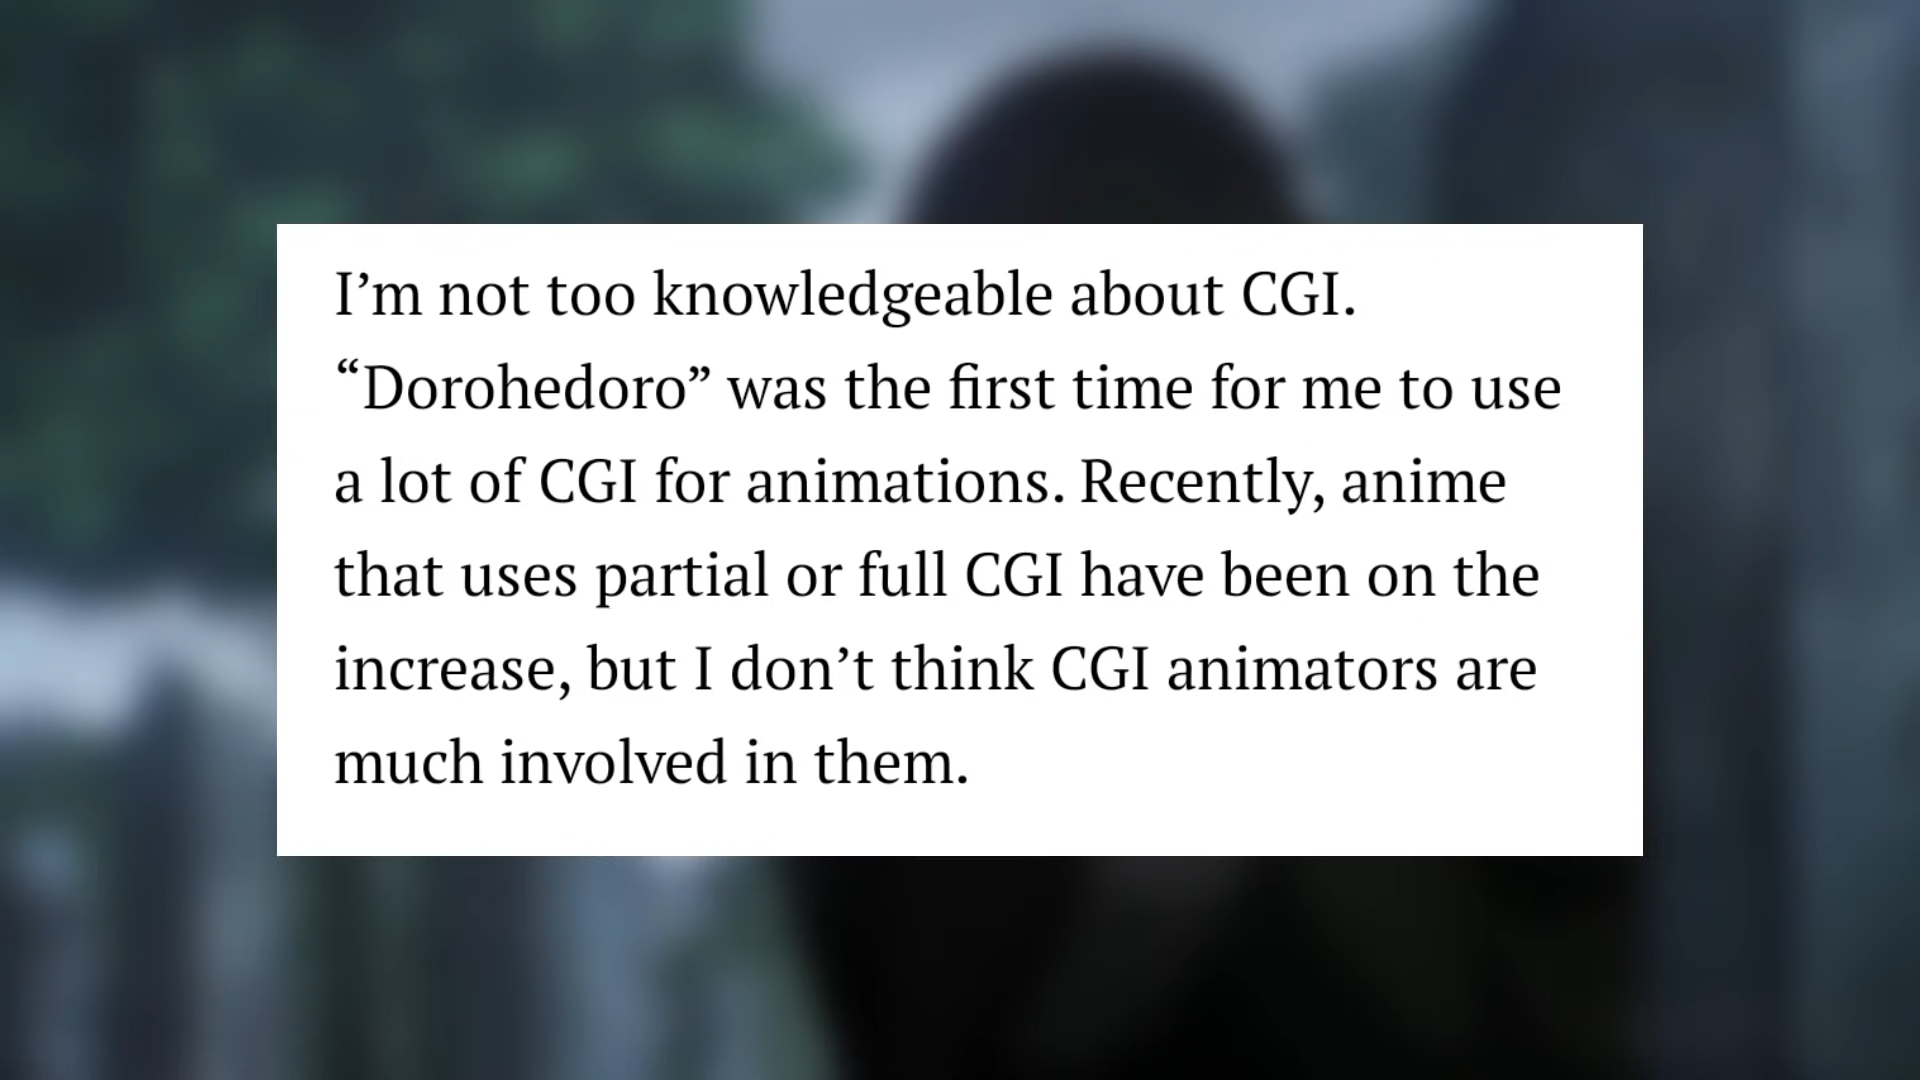 I’m not too knowledgeable about CGI.
“Dorohedoro” was the first time for me to use
a lot of CGI for animations. Recently, anime
that uses partial or full CGI have been on the
increase, but I don’t think CGI animators are
much involved in them.